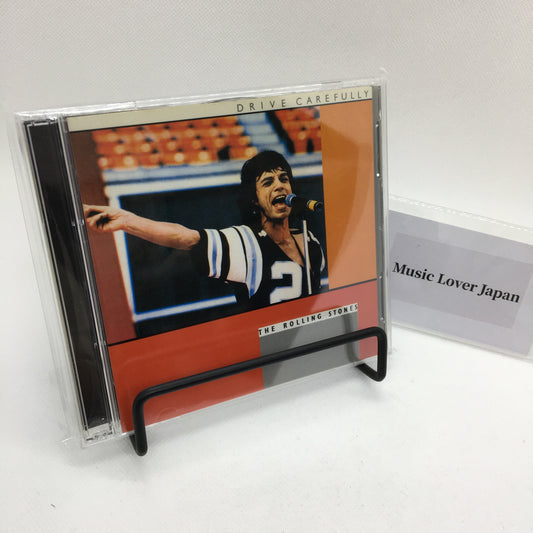 DRIVE CAREFULLY
2
THE ROLLING STONES
Music Lover Japan